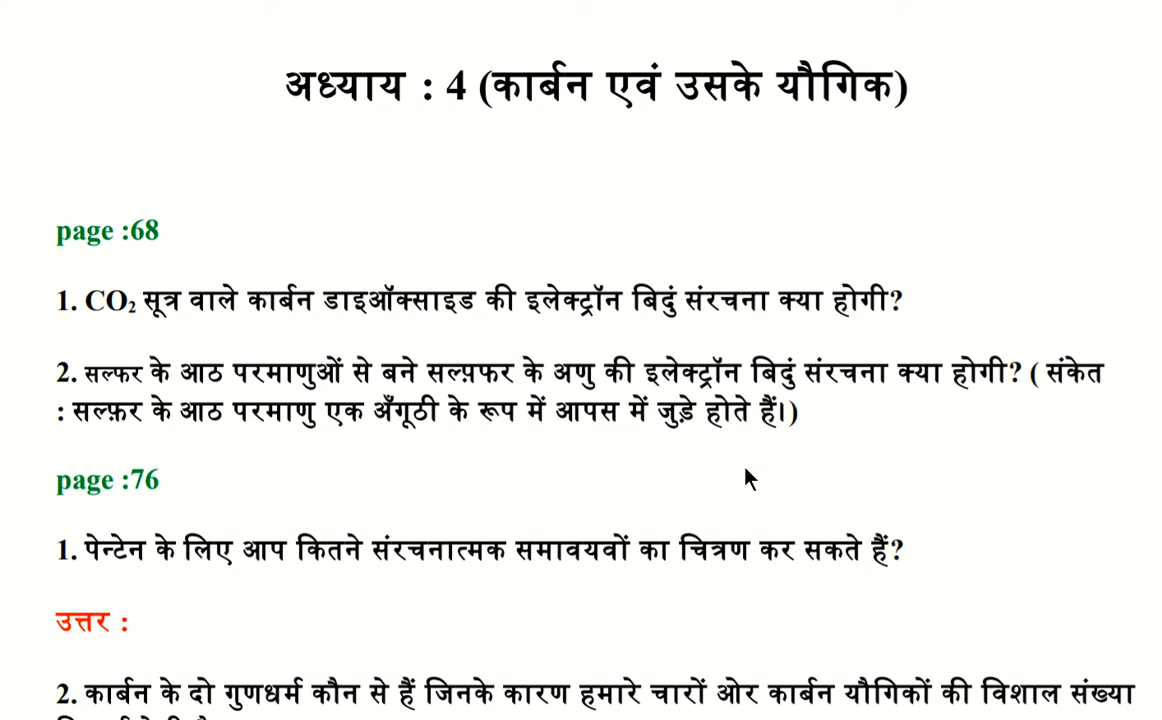 अध्याय : 4 (कार्बन एवं उसके यौगिक)
page :68
1. CO₂ सूत्र वाले कार्बन डाइऑक्साइड की इलेक्ट्रॉन बिदुं संरचना क्या होगी?
2. सल्फर के आठ परमाणुओं से बने सल्प़फर के अणु की इलेक्ट्रॉन बिदुं संरचना क्या होगी? ( संकेत
: सल्फ़र के आठ परमाणु एक अँगूठी के रूप में आपस में जुड़े होते हैं।)
page :76
1. पेन्टेन के लिए आप कितने संरचनात्मक समावयवों का चित्रण कर सकते हैं?
उत्तर :
2. कार्बन के दो गुणधर्म कौन से हैं जिनके कारण हमारे चारों ओर कार्बन यौगिकों की विशाल संख्या